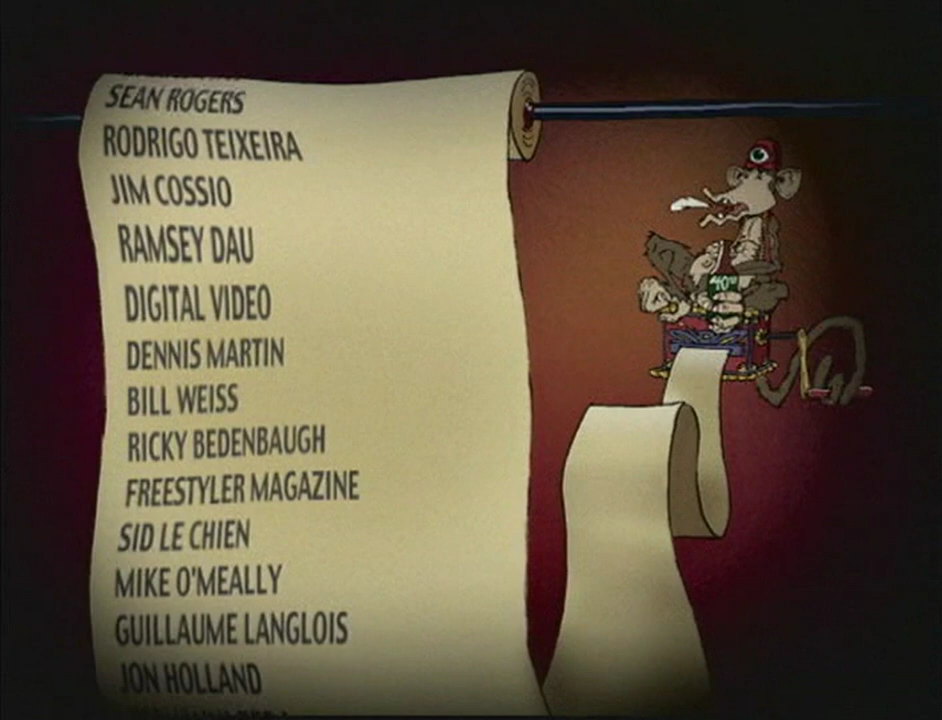 SEAN ROGERS
RODRIGO TEIXEIRA
JIM COSSIO
RAMSEY DAU
DIGITAL VIDEO
DENNIS MARTIN
BILL WEISS
RICKY BEDENBAUGH
FREESTYLER MAGAZINE
SID LE CHIEN
MIKE O'MEALLY
GUILLAUME LANGLOIS
JON HOLLAND
40